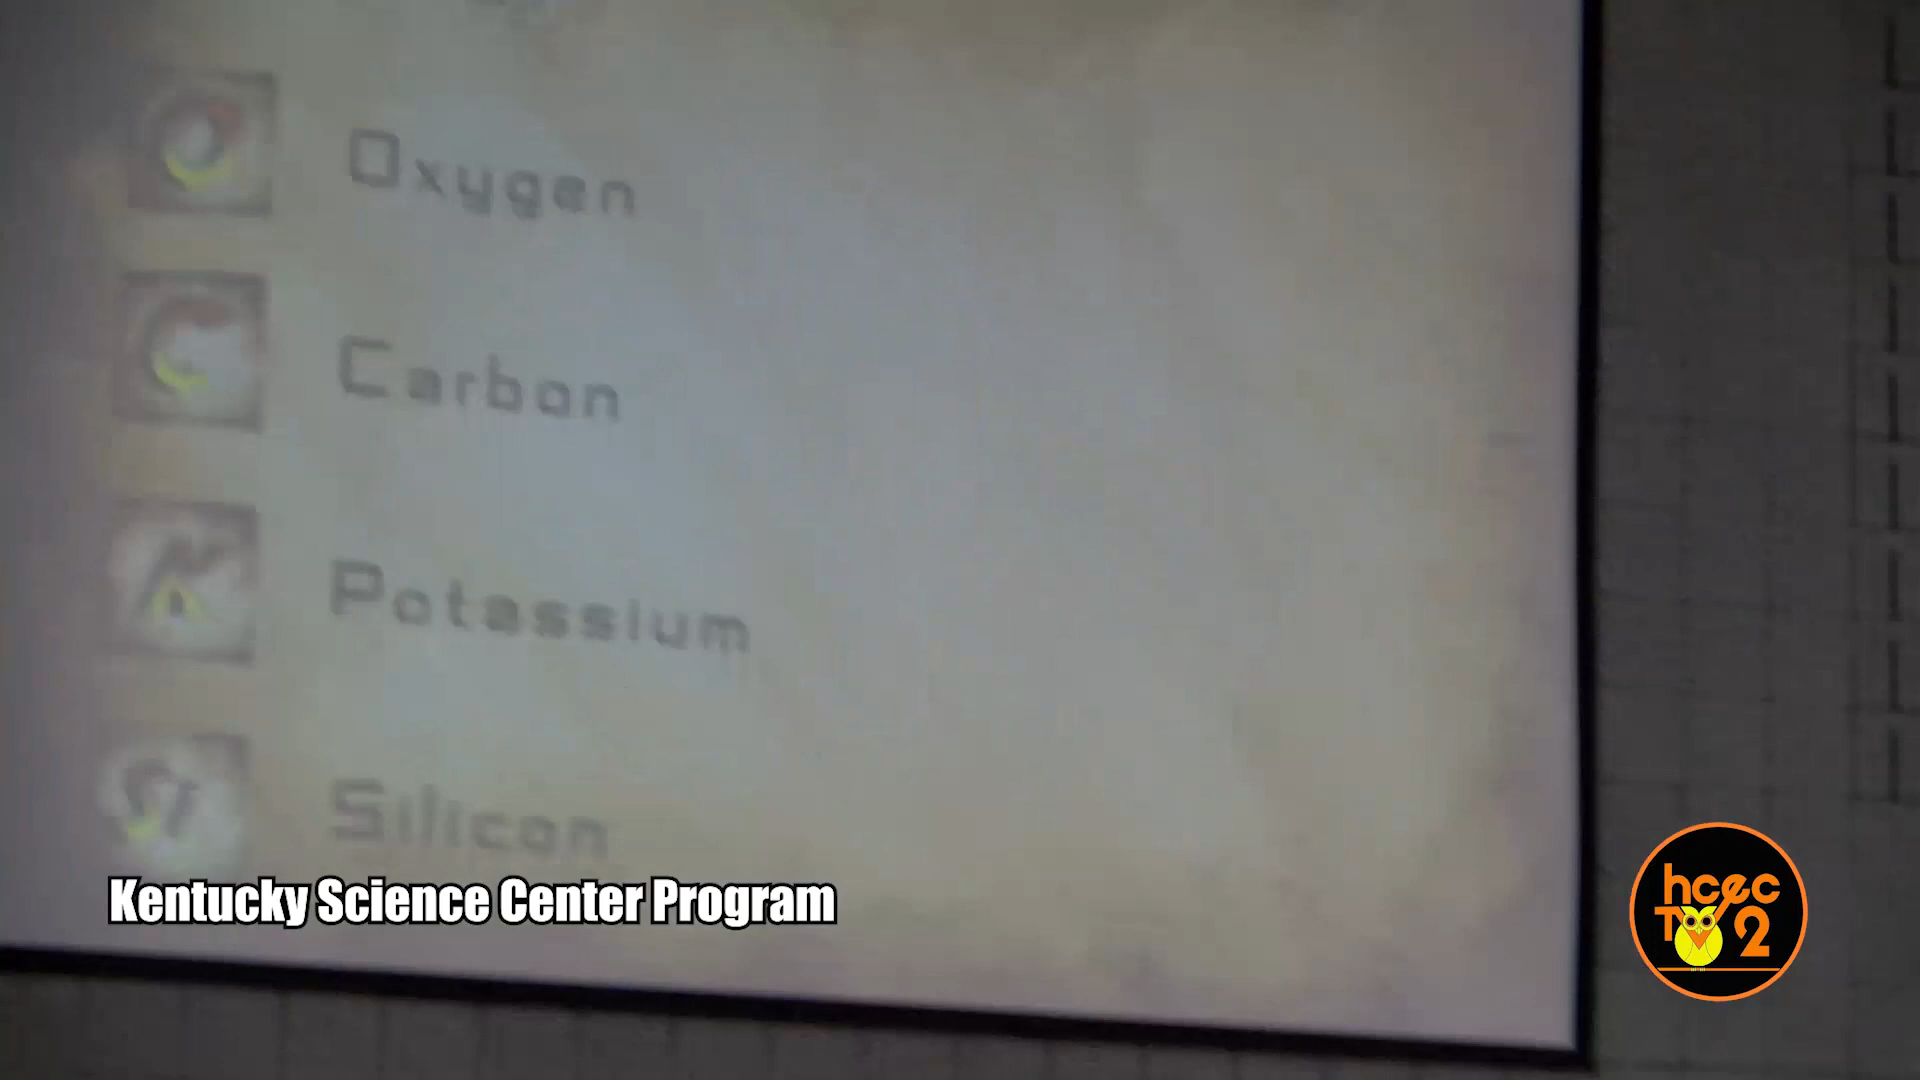 Oxygen
Carbon
Potassium
Silicon
Kentucky Science Center Program
hcec
TV 2